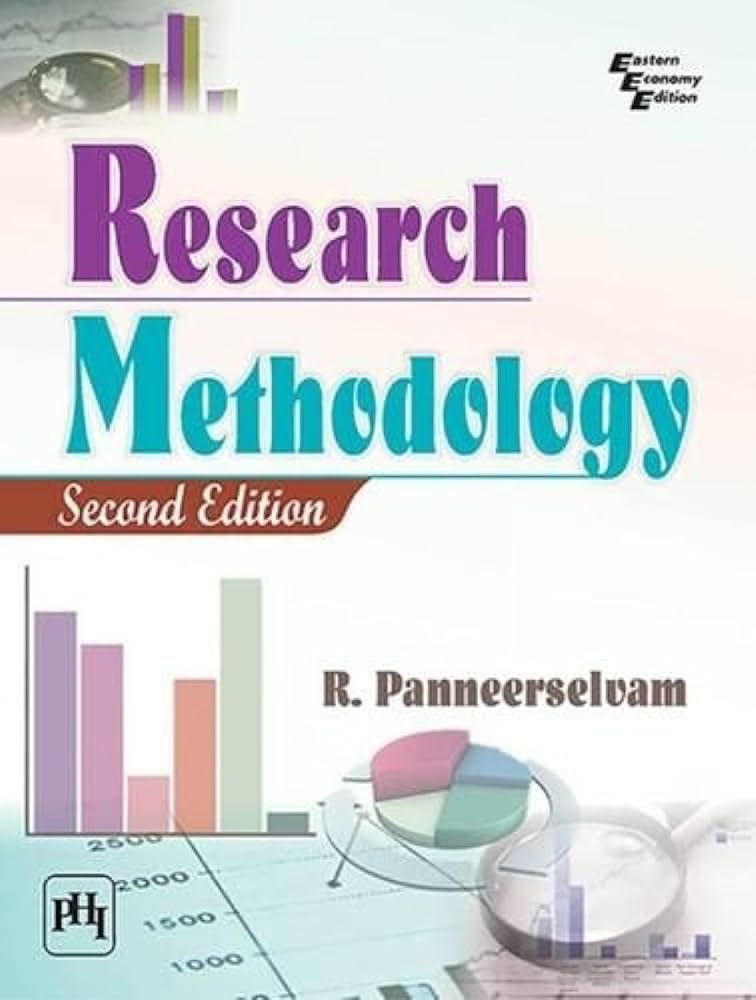 Eastern
Economy
Edition
Research
Methodology
Second Edition
R. Panneerselvam
2500
2000
1500
1000
PHI